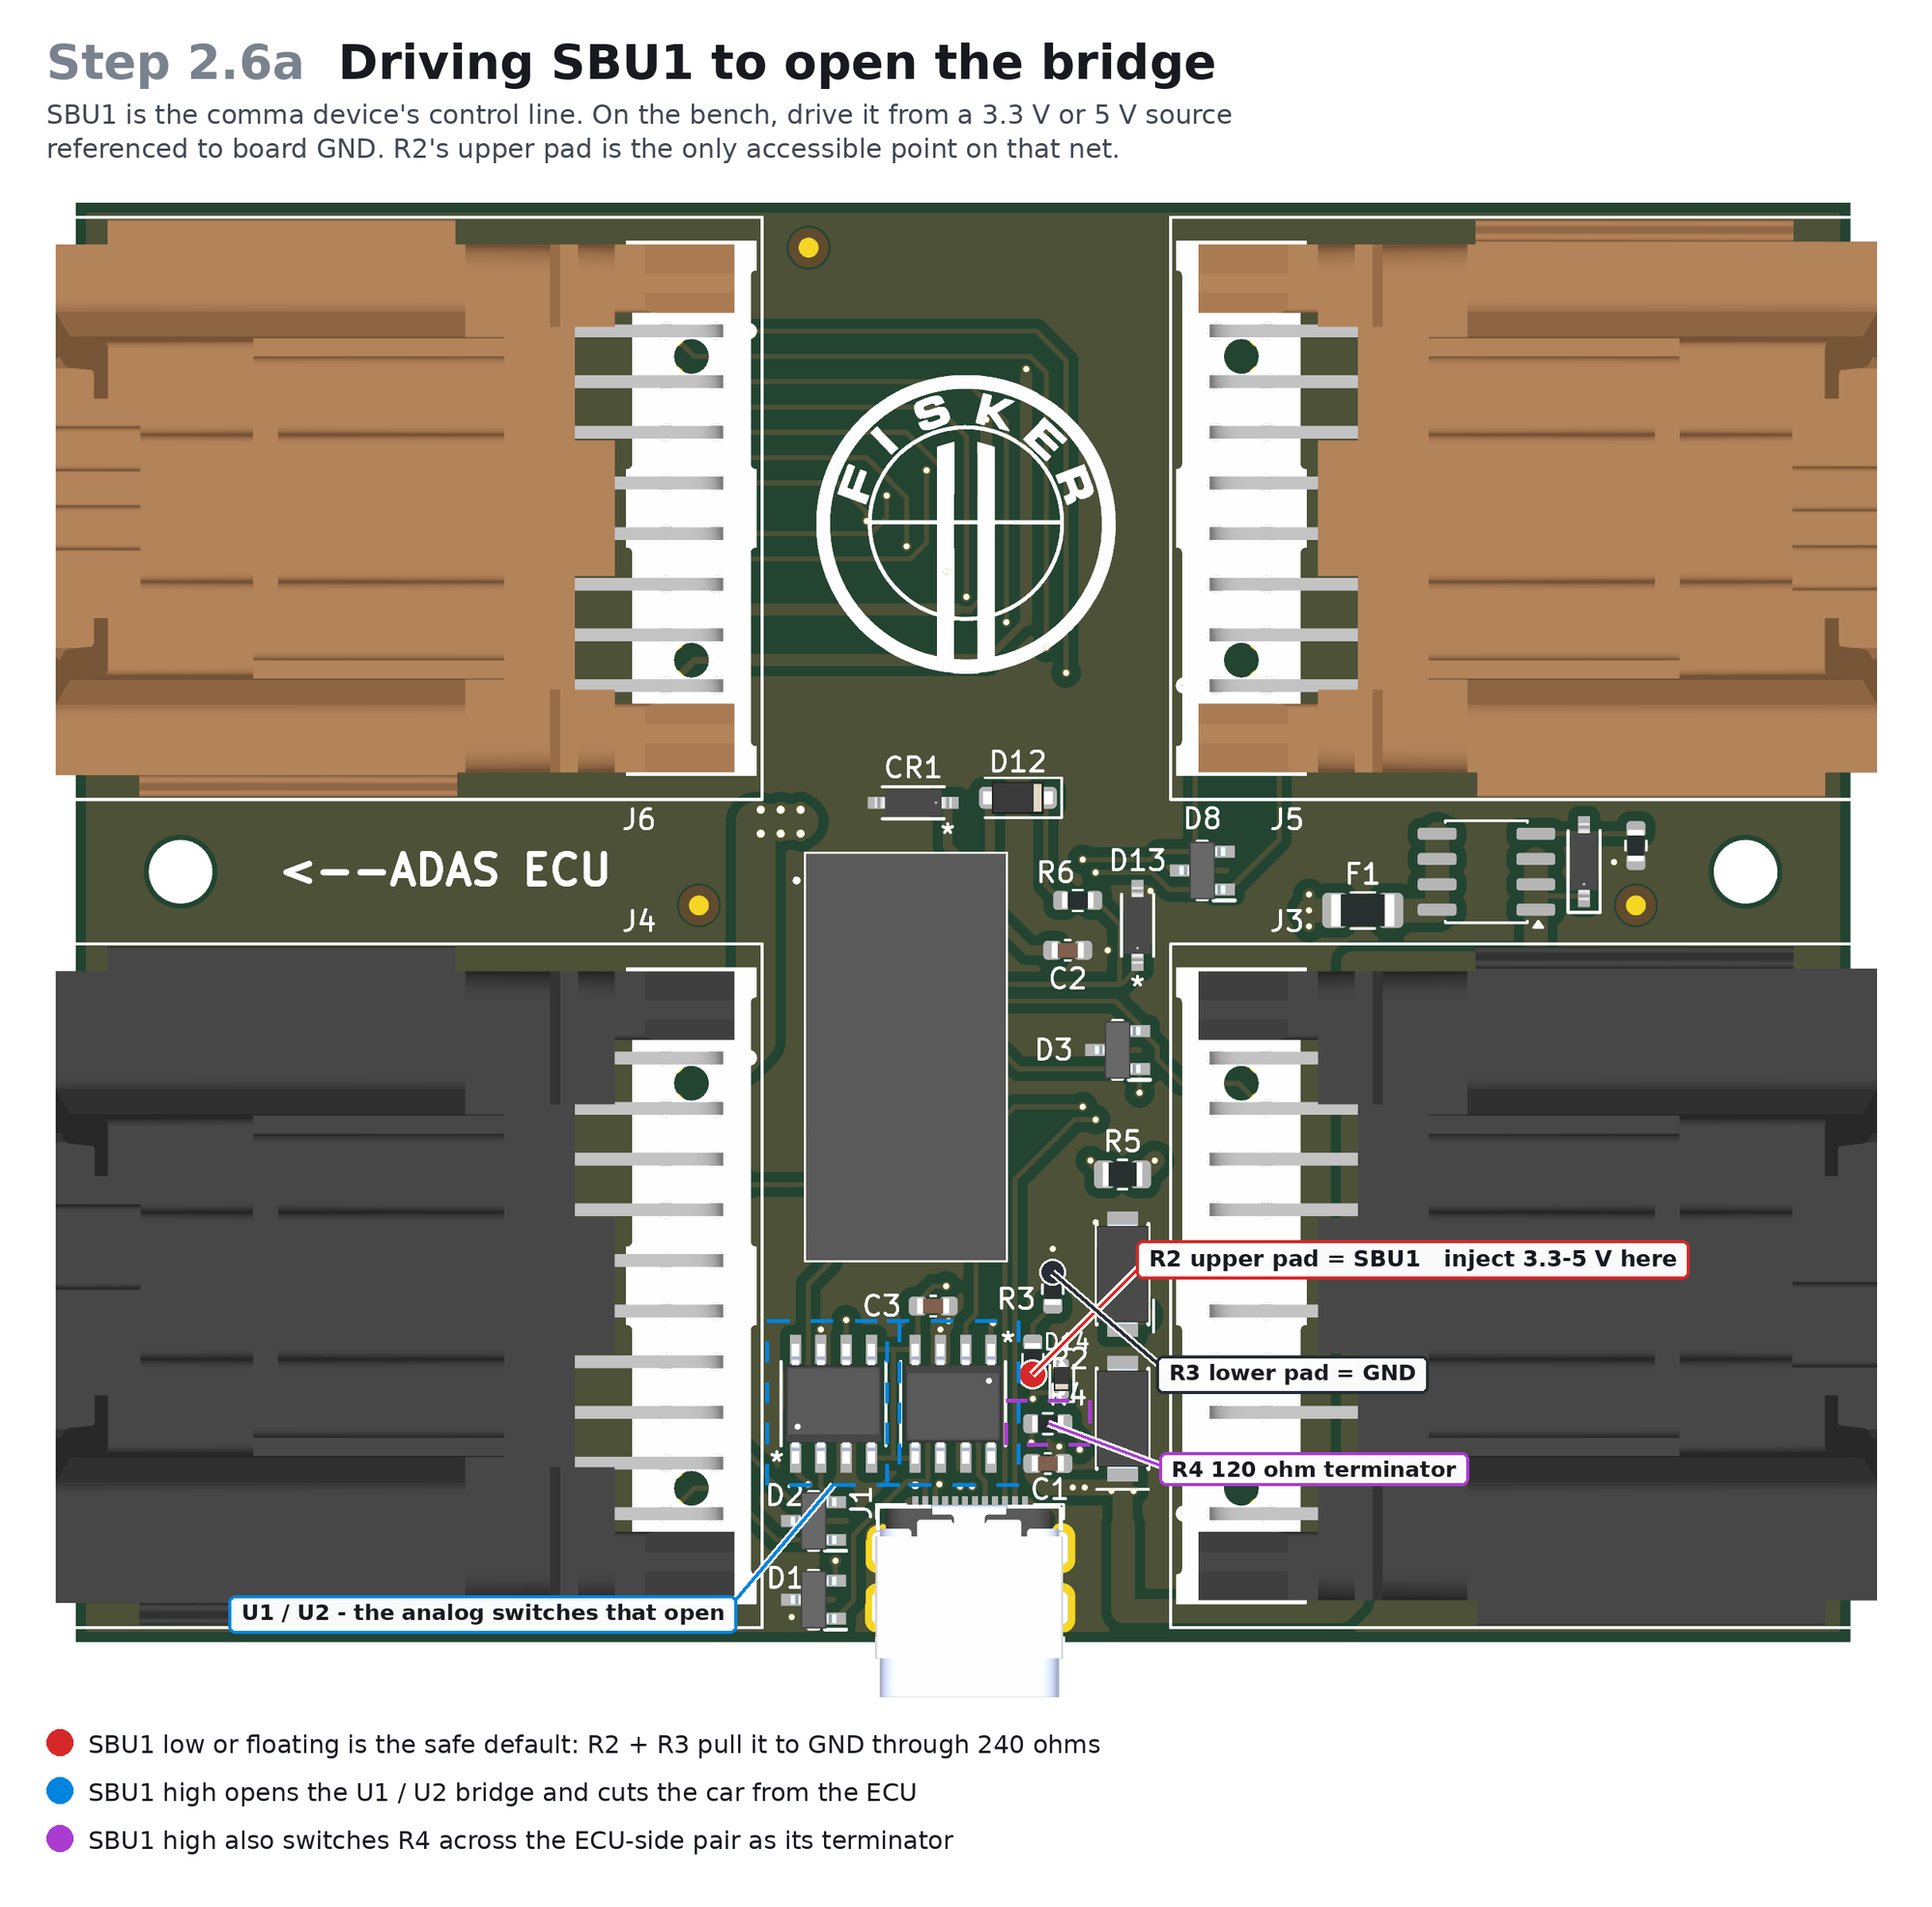 Step 2.6a Driving SBU1 to open the bridge
SBU1 is the comma device's control line. On the bench, drive it from a 3.3 V or 5 V source
referenced to board GND. R2's upper pad is the only accessible point on that net.
FISKER
CR1
D12
*
J6
D8
J5
<--ADAS ECU
R6
D13
F1
J4
J3
C2
*
D3
R5
R2 upper pad = SBU1 inject 3.3-5 V here
C3
R3
*
D14
R2
R3 lower pad = GND
R4
*
R4 120 ohm terminator
D2
J1
C1
D1
U1 / U2 - the analog switches that open
SBU1 low or floating is the safe default: R2 + R3 pull it to GND through 240 ohms
SBU1 high opens the U1 / U2 bridge and cuts the car from the ECU
SBU1 high also switches R4 across the ECU-side pair as its terminator